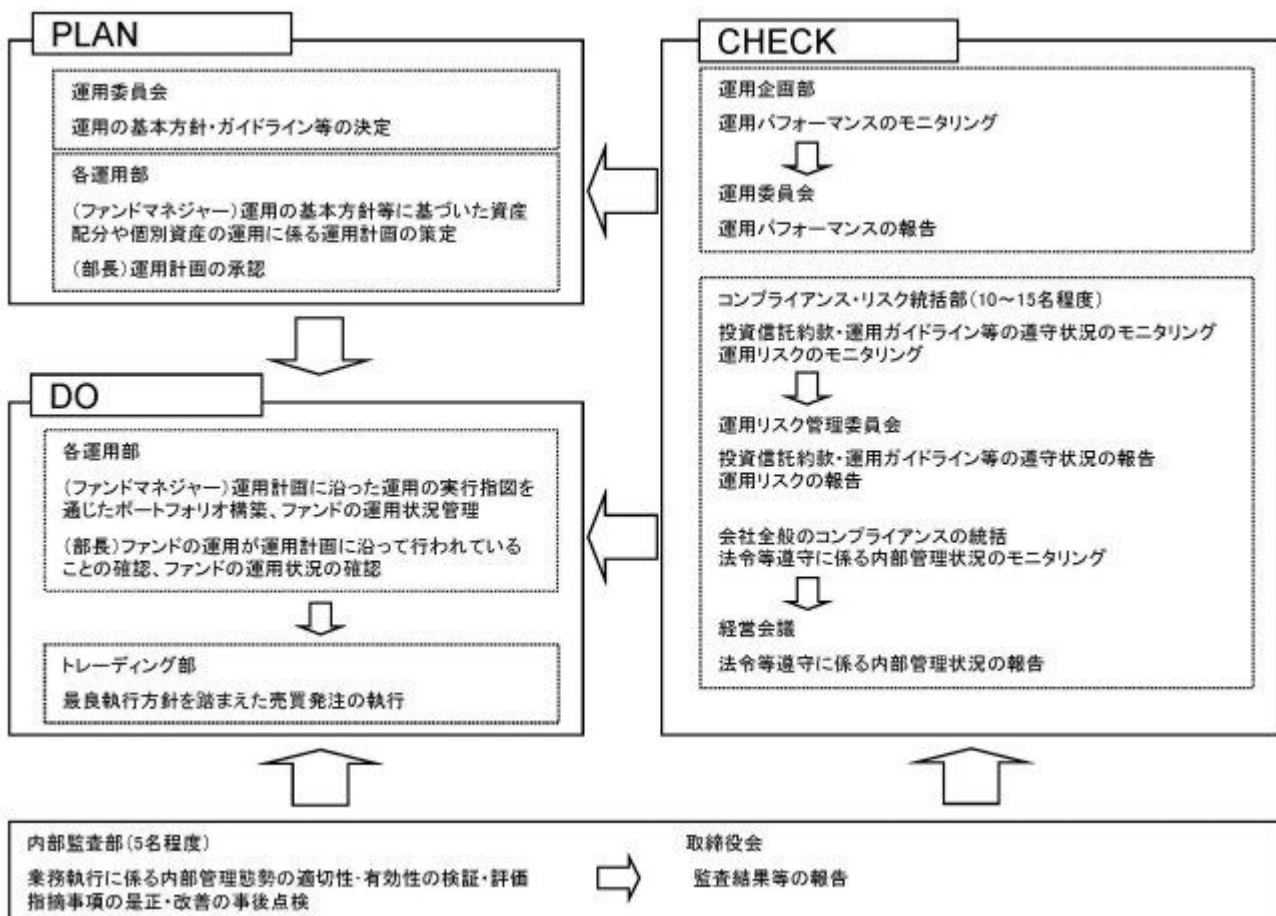 PLAN
運用委員会
運用の基本方針・ガイドライン等の決定
各運用部
(ファンドマネジャー)運用の基本方針等に基づいた資産
配分や個別資産の運用に係る運用計画の策定
(部長)運用計画の承認
DO
各運用部
(ファンドマネジャー)運用計画に沿った運用の実行指図を
通じたポートフォリオ構築、ファンドの運用状況管理
(部長)ファンドの運用が運用計画に沿って行われている
ことの確認、ファンドの運用状況の確認
トレーディング部
最良執行方針を踏まえた売買発注の執行
CHECK
運用企画部
運用パフォーマンスのモニタリング
運用委員会
運用パフォーマンスの報告
コンプライアンス・リスク統括部(10～15名程度)
投資信託約款・運用ガイドライン等の遵守状況のモニタリング
運用リスクのモニタリング
運用リスク管理委員会
投資信託約款・運用ガイドライン等の遵守状況の報告
運用リスクの報告
会社全般のコンプライアンスの統括
法令等遵守に係る内部管理状況のモニタリング
経営会議
法令等遵守に係る内部管理状況の報告
内部監査部(5名程度)
業務執行に係る内部管理態勢の適切性-有効性の検証・評価
指摘事項の是正・改善の事後点検
取締役会
監査結果等の報告